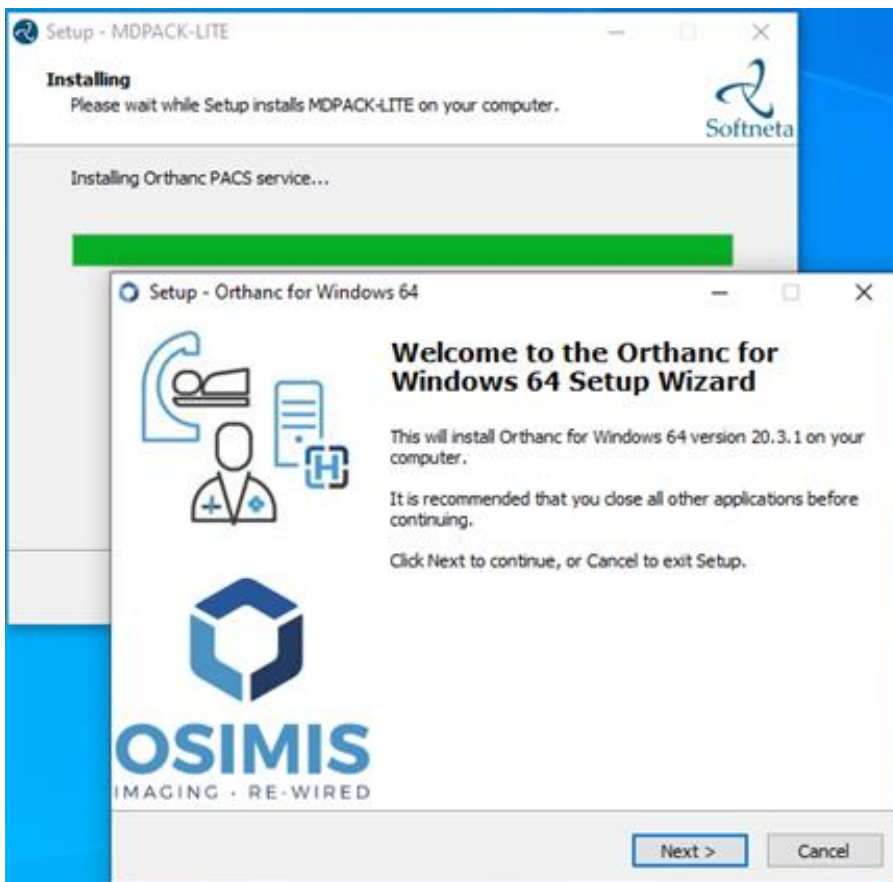 Setup - MDPACK-LITE
Installing
Please wait while Setup installs MDPACK-LITE on your computer.
Softneta
Installing Orthanc PACS service...
Setup - Orthanc for Windows 64
Welcome to the Orthanc for
Windows 64 Setup Wizard
This will install Orthanc for Windows 64 version 20.3.1 on your
computer.
It is recommended that you close all other applications before
continuing.
Click Next to continue, or Cancel to exit Setup.
H
OSIMIS
IMAGING · RE-WIRED
Next >
Cancel